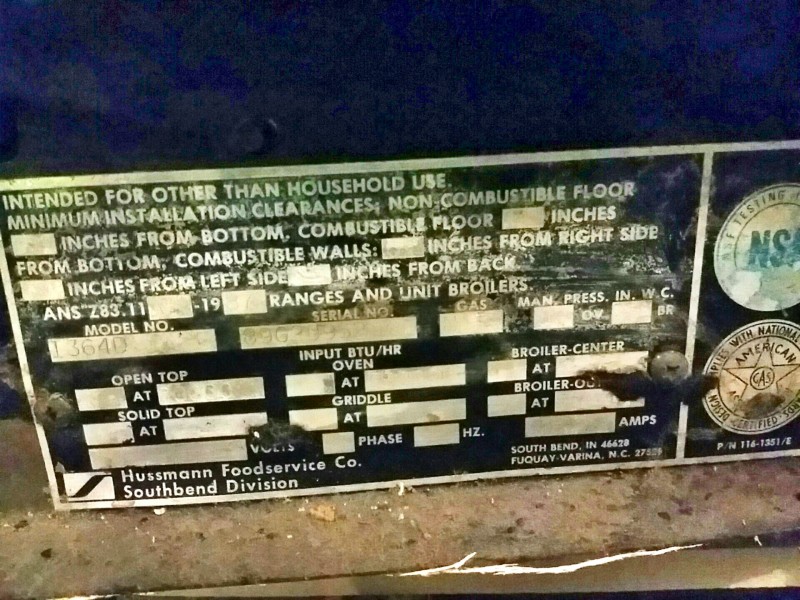 INTENDED FOR OTHER THAN HOUSEHOLD USE.
MINIMUM INSTALLATION CLEARANCES; NON-COMBUSTIBLE FLOOR
INCHES FROM BOTTOM, COMBUSTIBLE FLOOR INCHES
FROM BOTTOM, COMBUSTIBLE WALLS: INCHES FROM RIGHT SIDE
INCHES FROM LEFT SIDE INCHES FROM BACK
ANS Z83.11 -19 RANGES AND UNIT BROILERS
MODEL NO. SERIAL NO. GAS MAN. PRESS. IN. W.C.
OV BR
INPUT BTU/HR
OPEN TOP OVEN BROILER-CENTER
AT AT AT
SOLID TOP GRIDDLE
AT AT AT
VOLTS PHASE HZ. AMPS
Hussmann Foodservice Co.
Southbend Division
SOUTH BEND, IN 46628
FUQUAY-VARINA, N.C.
TESTING
AMERICAN
GAS
CERTIFIED
P/N 116-1351/E